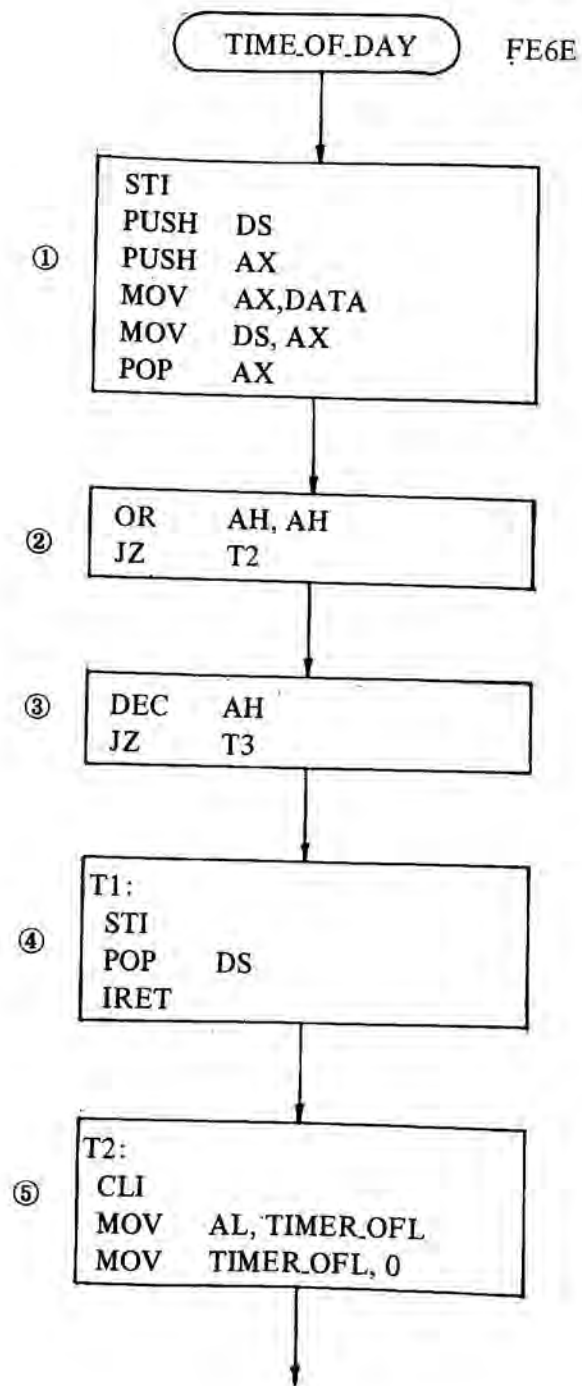 TIME_OF_DAY FE6E
①
STI
PUSH DS
PUSH AX
MOV AX,DATA
MOV DS, AX
POP AX
②
OR AH, AH
JZ T2
③
DEC AH
JZ T3
④
T1:
STI
POP DS
IRET
⑤
T2:
CLI
MOV AL, TIMER_OFL
MOV TIMER_OFL, 0